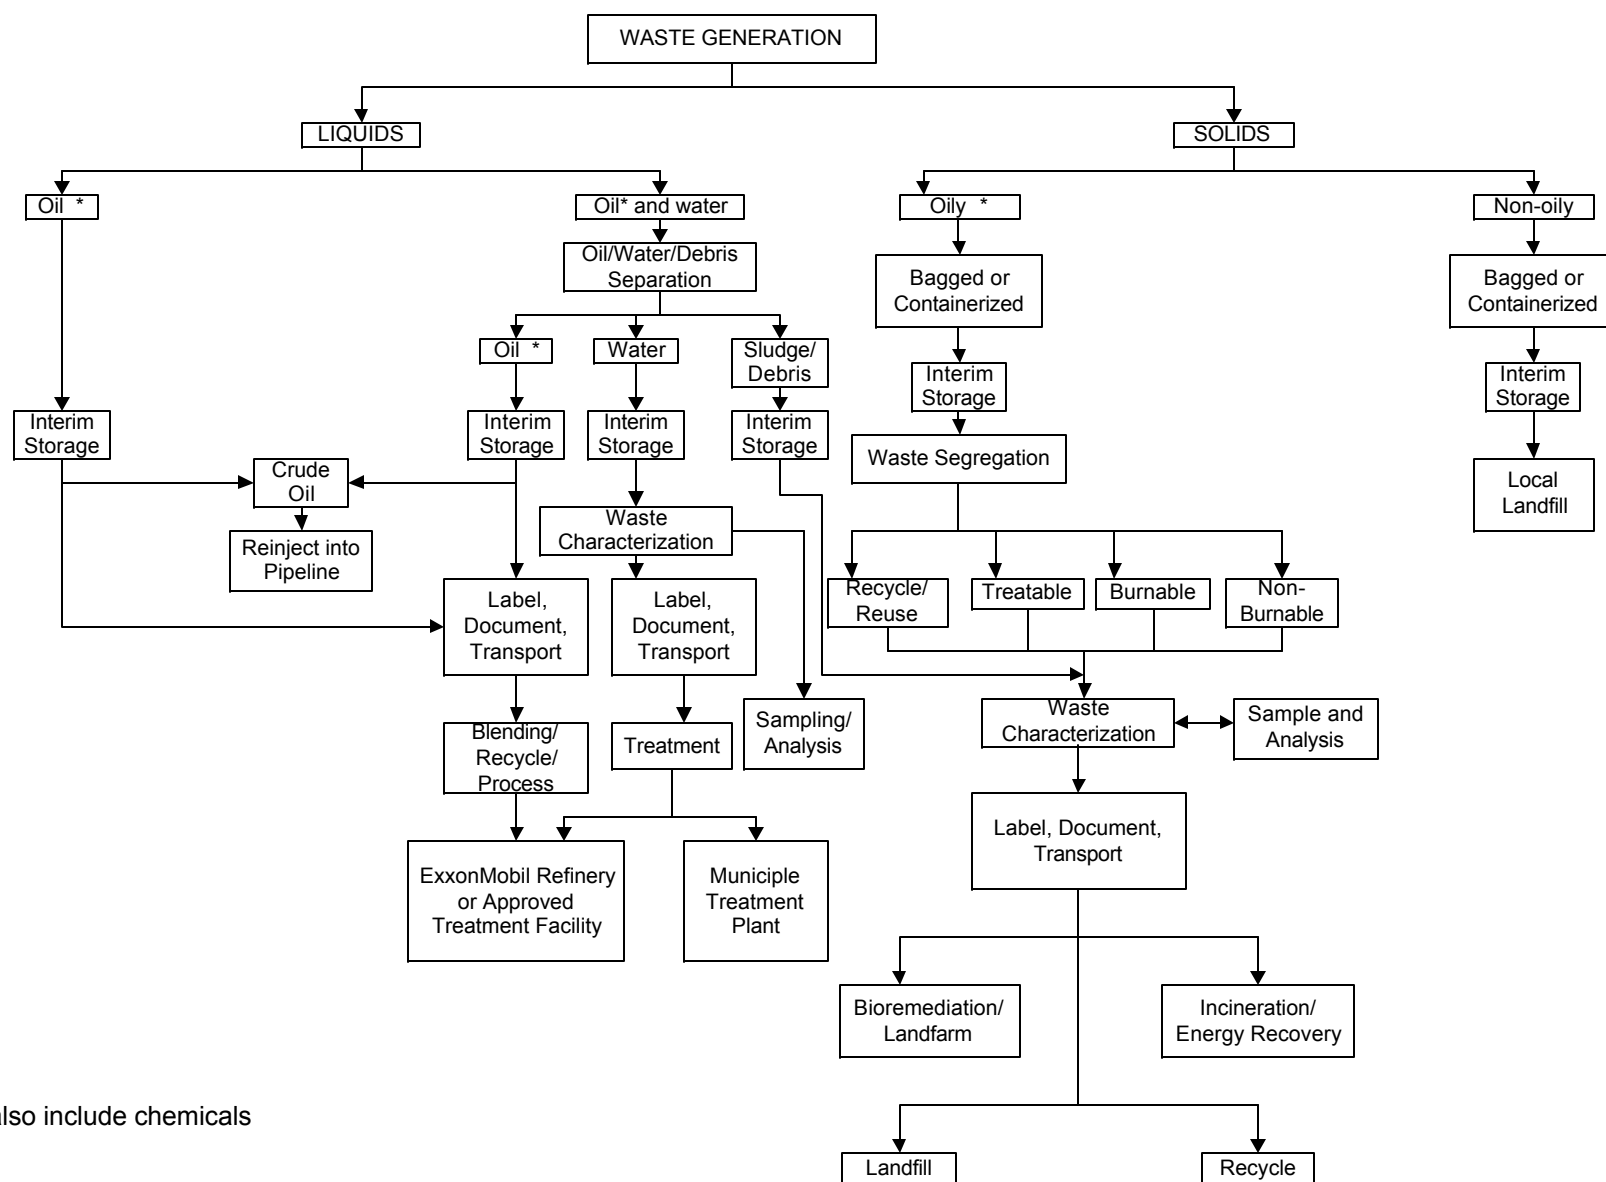 WASTE GENERATION
LIQUIDS
SOLIDS
Oil *
Oil* and water
Oily *
Non-oily
Oil/Water/Debris
Separation
Bagged or
Containerized
Bagged or
Containerized
Oil *
Water
Sludge/
Debris
Interim
Storage
Interim
Storage
Interim
Storage
Interim
Storage
Interim
Storage
Interim
Storage
Waste Segregation
Crude
Oil
Local
Landfill
Waste
Characterization
Reinject into
Pipeline
Label,
Document,
Transport
Label,
Document,
Transport
Recycle/
Reuse
Treatable
Burnable
Non-
Burnable
Blending/
Recycle/
Process
Treatment
Sampling/
Analysis
Waste
Characterization
Sample and
Analysis
Label, Document,
Transport
ExxonMobil Refinery
or Approved
Treatment Facility
Municiple
Treatment
Plant
Bioremediation/
Landfarm
Incineration/
Energy Recovery
also include chemicals
Landfill
Recycle